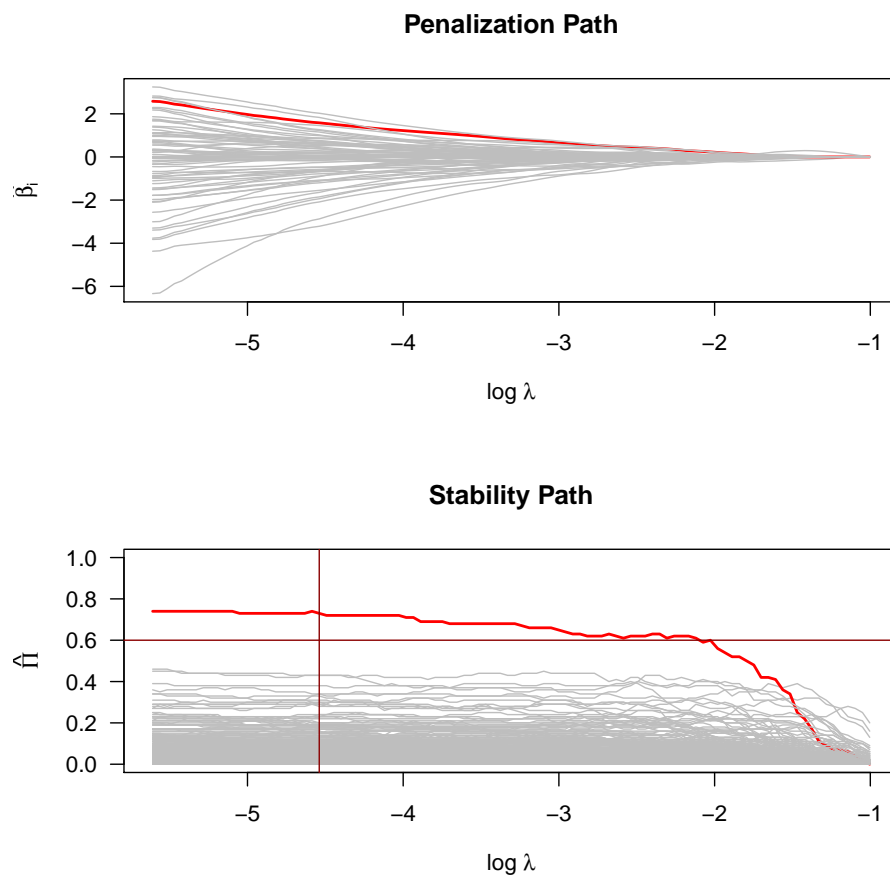 Penalization Path
2
0
−2
−4
−6
β̂i
−5 −4 −3 −2 −1
log λ
Stability Path
1.0
0.8
0.6
0.4
0.2
0.0
Π̂
−5 −4 −3 −2 −1
log λ